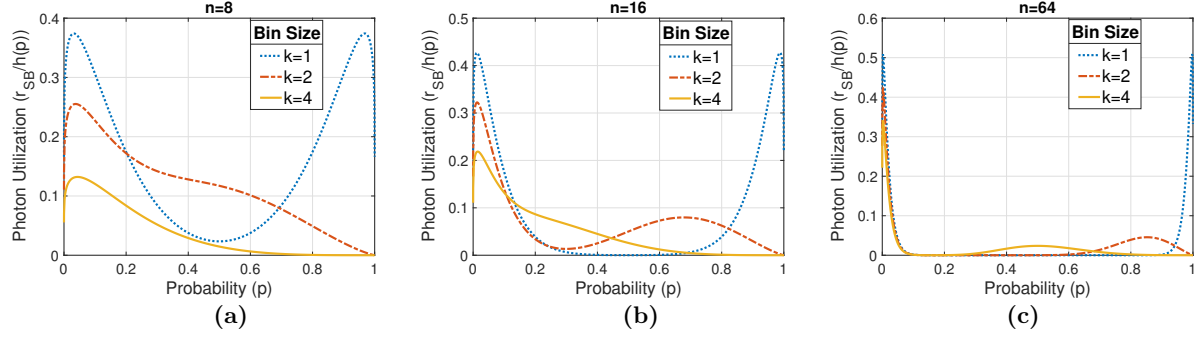 n=8
Photon Utilization (r_SB/h(p))
0.4
0.3
0.2
0.1
0
0 0.2 0.4 0.6 0.8 1
Probability (p)
Bin Size
k=1
k=2
k=4
(a)
n=16
Photon Utilization (r_SB/h(p))
0.5
0.4
0.3
0.2
0.1
0
0 0.2 0.4 0.6 0.8 1
Probability (p)
Bin Size
k=1
k=2
k=4
(b)
n=64
Photon Utilization (r_SB/h(p))
0.6
0.5
0.4
0.3
0.2
0.1
0
0 0.2 0.4 0.6 0.8 1
Probability (p)
Bin Size
k=1
k=2
k=4
(c)